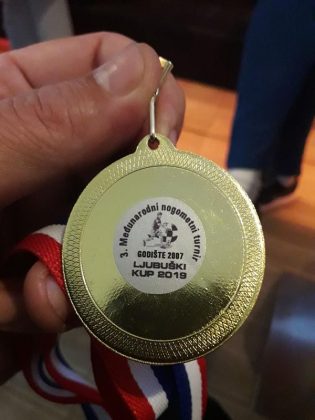 3. Međunarodni nogometni turnir
GODIŠTE 2007
LJUBUŠKI
KUP 2019